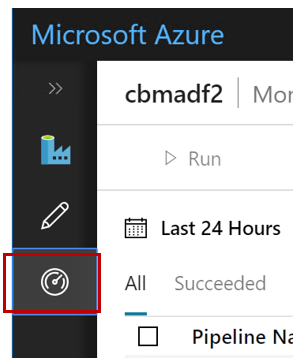 Microsoft Azure
cbmadf2
Mor
Run
Last 24 Hours
All Succeeded
Pipeline Na